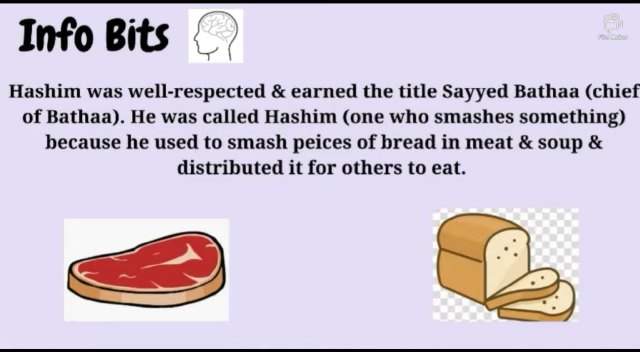 Info Bits
FilmMaker
Hashim was well-respected & earned the title Sayyed Bathaa (chief
of Bathaa). He was called Hashim (one who smashes something)
because he used to smash peices of bread in meat & soup &
distributed it for others to eat.